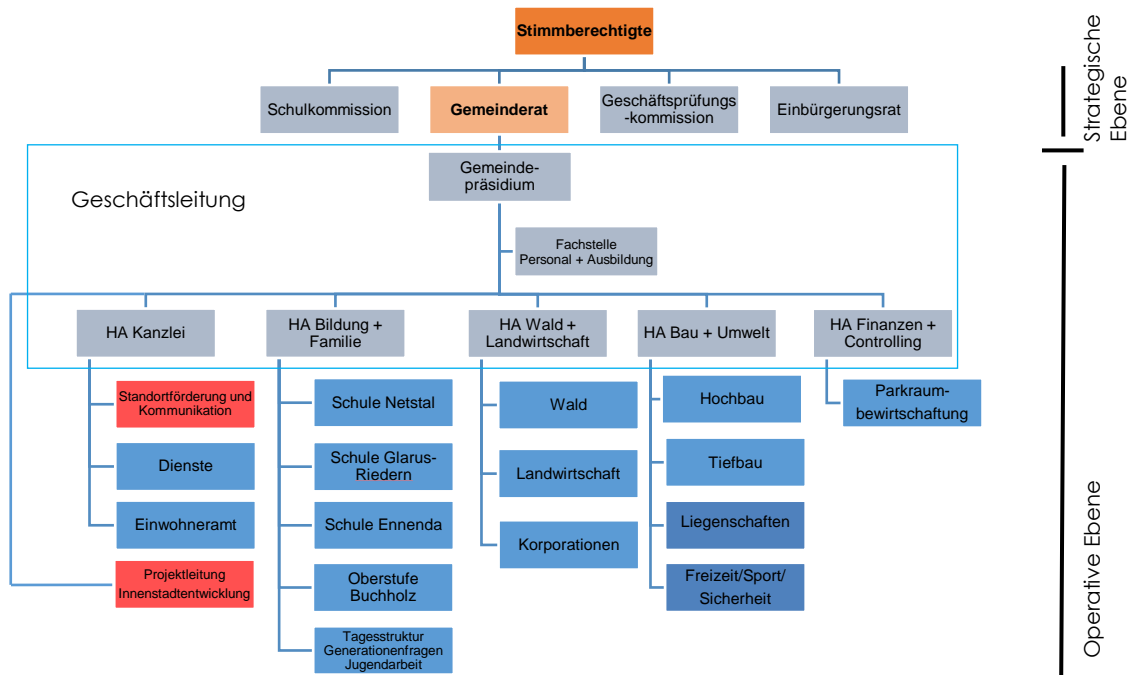 Stimmberechtigte
Schulkommission
Gemeinderat
Geschäftsprüfungs
-kommission
Einbürgerungsrat
Strategische
Ebene
Gemeinde-
präsidium
Geschäftsleitung
Fachstelle
Personal + Ausbildung
HA Kanzlei
HA Bildung +
Familie
HA Wald +
Landwirtschaft
HA Bau + Umwelt
HA Finanzen +
Controlling
Standortförderung und
Kommunikation
Dienste
Einwohneramt
Projektleitung
Innenstadtentwicklung
Schule Netstal
Schule Glarus-
Riedern
Schule Ennenda
Oberstufe
Buchholz
Tagesstruktur
Generationenfragen
Jugendarbeit
Wald
Landwirtschaft
Korporationen
Hochbau
Tiefbau
Liegenschaften
Freizeit/Sport/
Sicherheit
Parkraum-
bewirtschaftung
Operative Ebene